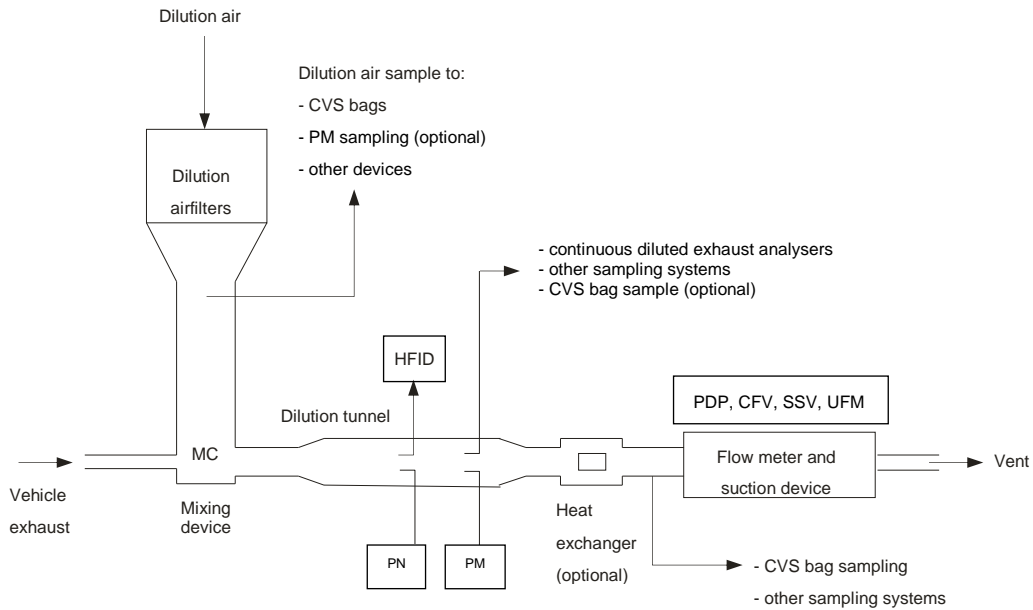 Dilution air
Dilution air sample to:
- CVS bags
- PM sampling (optional)
- other devices
Dilution
airfilters
- continuous diluted exhaust analysers
- other sampling systems
- CVS bag sample (optional)
HFID
PDP, CFV, SSV, UFM
Dilution tunnel
MC
Flow meter and
suction device
Vent
Vehicle
exhaust
Mixing
device
Heat
exchanger
(optional)
PN
PM
- CVS bag sampling
- other sampling systems